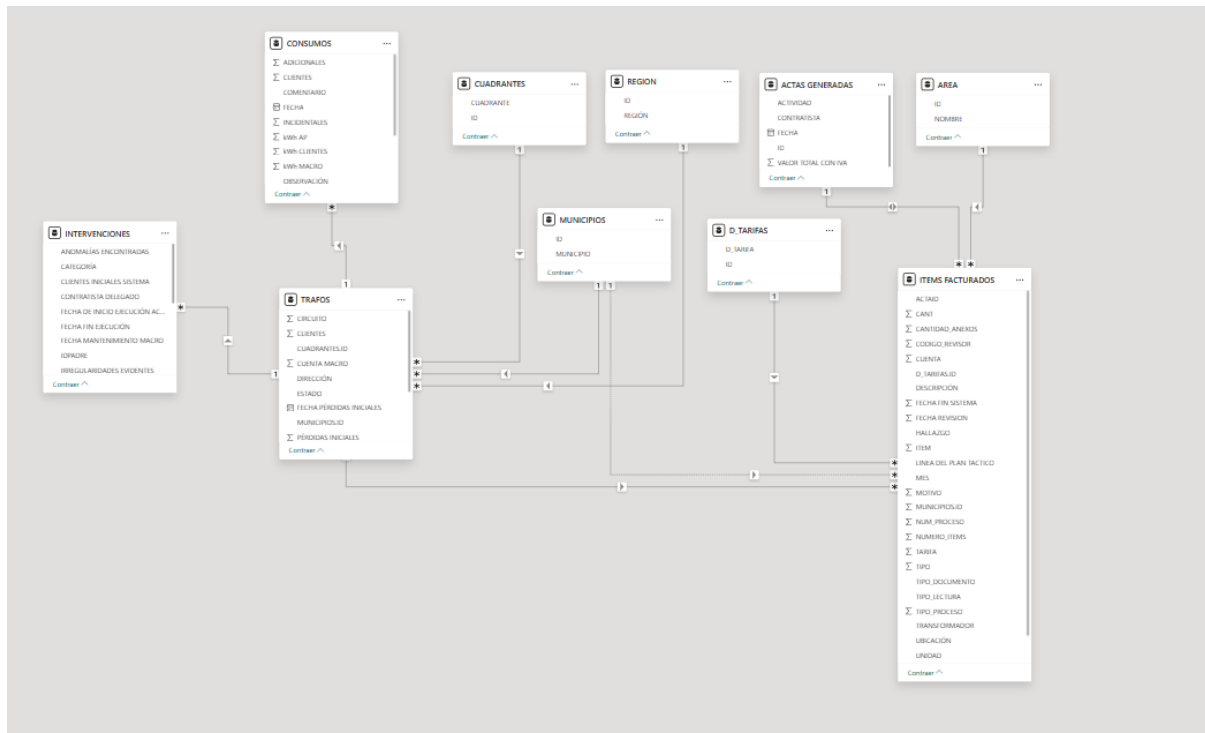 CONSUMOS
ADICIONALES
CLIENTES
COMENTARIO
FECHA
INCIDENTALES
kWh AP
kWh CLIENTES
kWh MACRO
OBSERVACIÓN
Contraer
CUADRANTES
CUADRANTE
ID
Contraer
REGION
ID
REGIÓN
Contraer
ACTAS GENERADAS
ACTIVIDAD
CONTRATISTA
FECHA
ID
VALOR TOTAL CON IVA
Contraer
AREA
ID
NOMBRE
Contraer
INTERVENCIONES
ANOMALÍAS ENCONTRADAS
CATEGORÍA
CLIENTES INICIALES SISTEMA
CONTRATISTA DELEGADO
FECHA DE INICIO EJECUCIÓN AC...
FECHA FIN EJECUCIÓN
FECHA MANTENIMIENTO MACRO
IDPADRE
IRREGULARIDADES EVIDENTES
Contraer
MUNICIPIOS
ID
MUNICIPIO
Contraer
D_TARIFAS
D_TARIFA
ID
Contraer
TRAFOS
CIRCUITO
CLIENTES
CUADRANTES.ID
CUENTA MACRO
DIRECCIÓN
ESTADO
FECHA PÉRDIDAS INICIALES
MUNICIPIOS.ID
PÉRDIDAS INICIALES
Contraer
ITEMS FACTURADOS
ACTAID
CANT
CANTIDAD_ANEXOS
CODIGO_REVISOR
CUENTA
D_TARIFAS.ID
DESCRIPCIÓN
FECHA FIN SISTEMA
FECHA REVISION
HALLAZGO
ITEM
LINEA DEL PLAN TACTICO
MES
MOTIVO
MUNICIPIOS.ID
NUM_PROCESO
NUMERO_ITEMS
TARIFA
TIPO
TIPO_DOCUMENTO
TIPO_LECTURA
TIPO_PROCESO
TRANSFORMADOR
UBICACIÓN
UNIDAD
Contraer